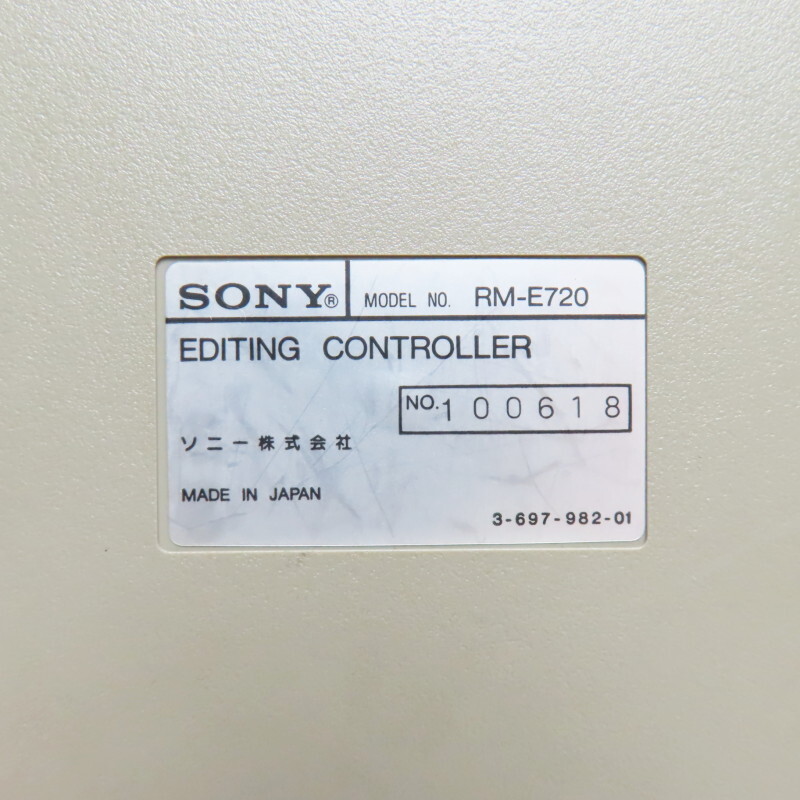 SONY® MODEL NO. RM-E720
EDITING CONTROLLER
NO. 100618
ソニー株式会社
MADE IN JAPAN
3-697-982-01